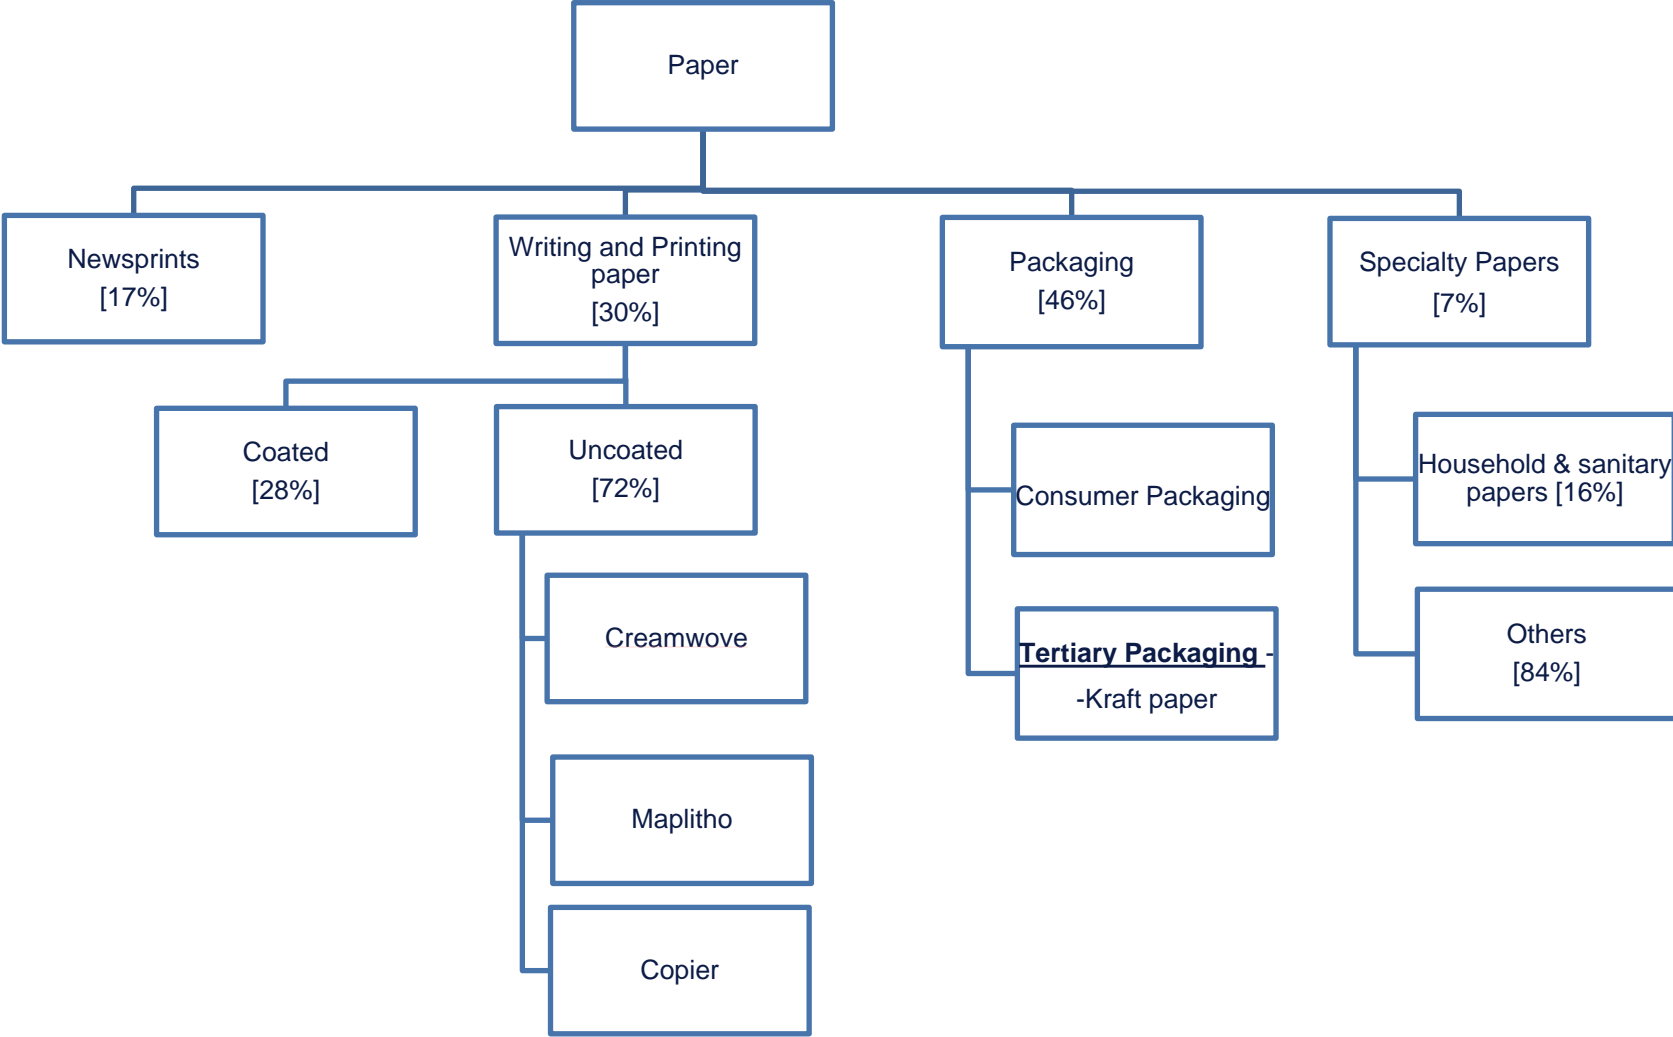 Paper
Newsprints
[17%]
Writing and Printing
paper
[30%]
Packaging
[46%]
Specialty Papers
[7%]
Coated
[28%]
Uncoated
[72%]
Creamwove
Maplitho
Copier
Consumer Packaging
Tertiary Packaging -
-Kraft paper
Household & sanitary
papers [16%]
Others
[84%]